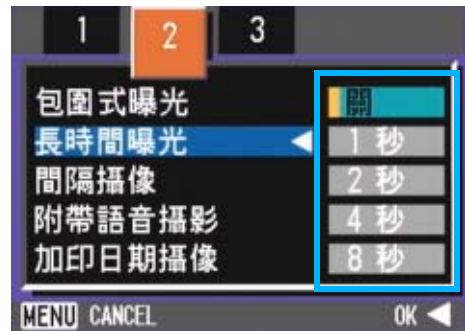 1 2 3
包圍式曝光 開
長時間曝光 ◀ 1 秒
間隔攝像 2 秒
附帶語音攝影 4 秒
加印日期攝像 8 秒
MENU CANCEL OK ◀